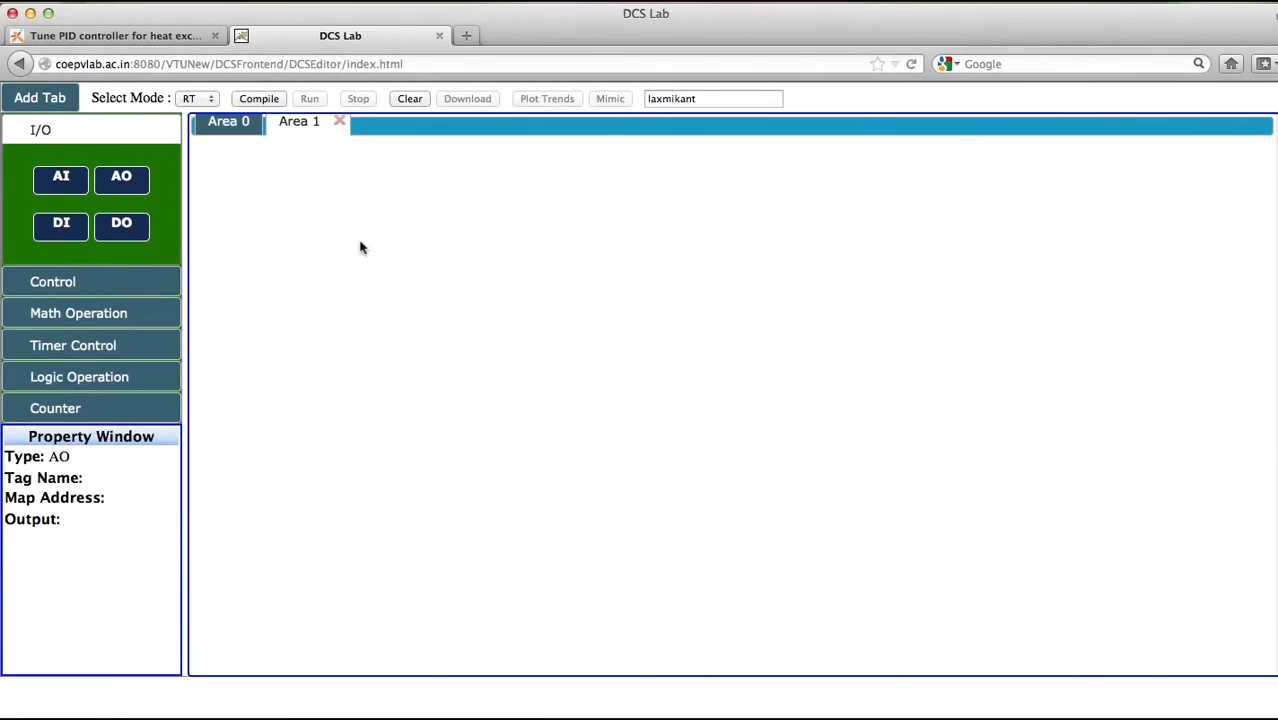 DCS Lab
Tune PID controller for heat exc... DCS Lab
coepvlab.ac.in:8080/VTUNew/DCSFrontend/DCSEditor/index.html Google
Add Tab Select Mode : RT Compile Run Stop Clear Download Plot Trends Mimic laxmikant
I/O Area 0 Area 1
AI AO
DI DO
Control
Math Operation
Timer Control
Logic Operation
Counter
Property Window
Type: AO
Tag Name:
Map Address:
Output: